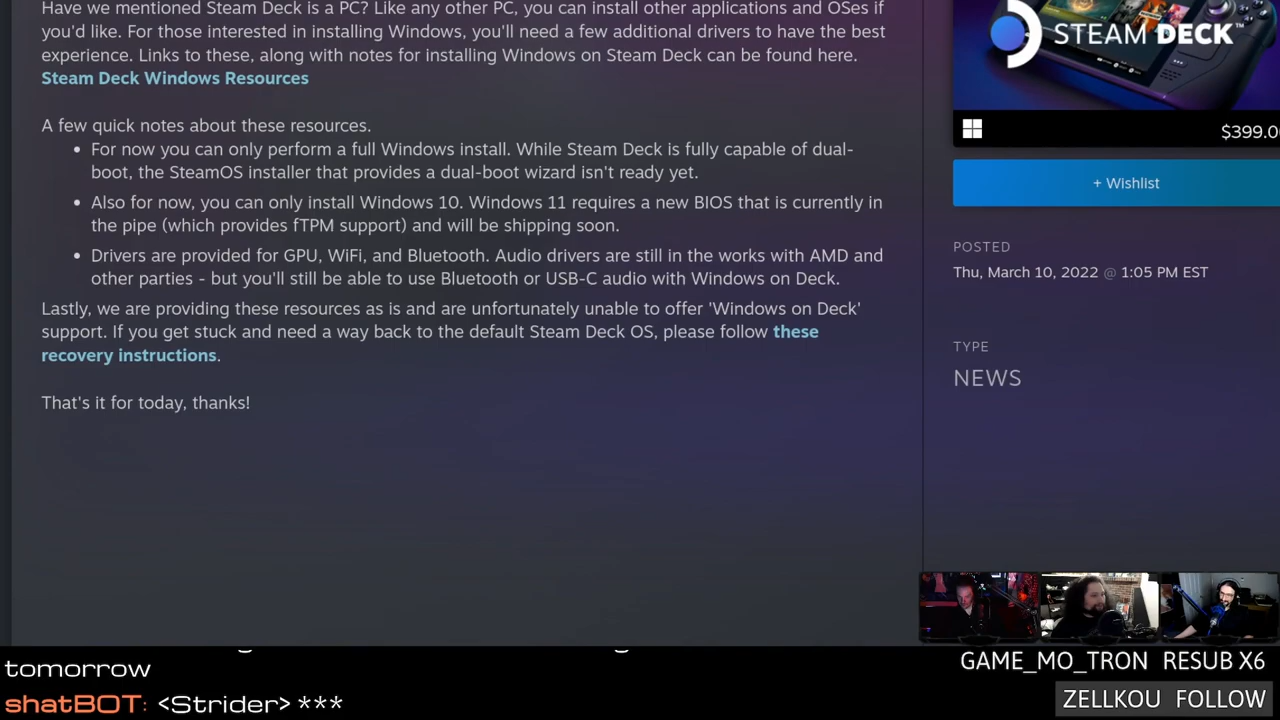 Have we mentioned Steam Deck is a PC? Like any other PC, you can install other applications and OSes if
you'd like. For those interested in installing Windows, you'll need a few additional drivers to have the best
experience. Links to these, along with notes for installing Windows on Steam Deck can be found here.
Steam Deck Windows Resources
A few quick notes about these resources.
• For now you can only perform a full Windows install. While Steam Deck is fully capable of dual-
boot, the SteamOS installer that provides a dual-boot wizard isn't ready yet.
• Also for now, you can only install Windows 10. Windows 11 requires a new BIOS that is currently in
the pipe (which provides fTPM support) and will be shipping soon.
• Drivers are provided for GPU, WiFi, and Bluetooth. Audio drivers are still in the works with AMD and
other parties - but you'll still be able to use Bluetooth or USB-C audio with Windows on Deck.
Lastly, we are providing these resources as is and are unfortunately unable to offer 'Windows on Deck'
support. If you get stuck and need a way back to the default Steam Deck OS, please follow these
recovery instructions.
That's it for today, thanks!
STEAM DECK™
$399.0
+ Wishlist
POSTED
Thu, March 10, 2022 @ 1:05 PM EST
TYPE
NEWS
tomorrow
shatBOT: <Strider> ***
GAME_MO_TRON RESUB X6
ZELLKOU FOLLOW